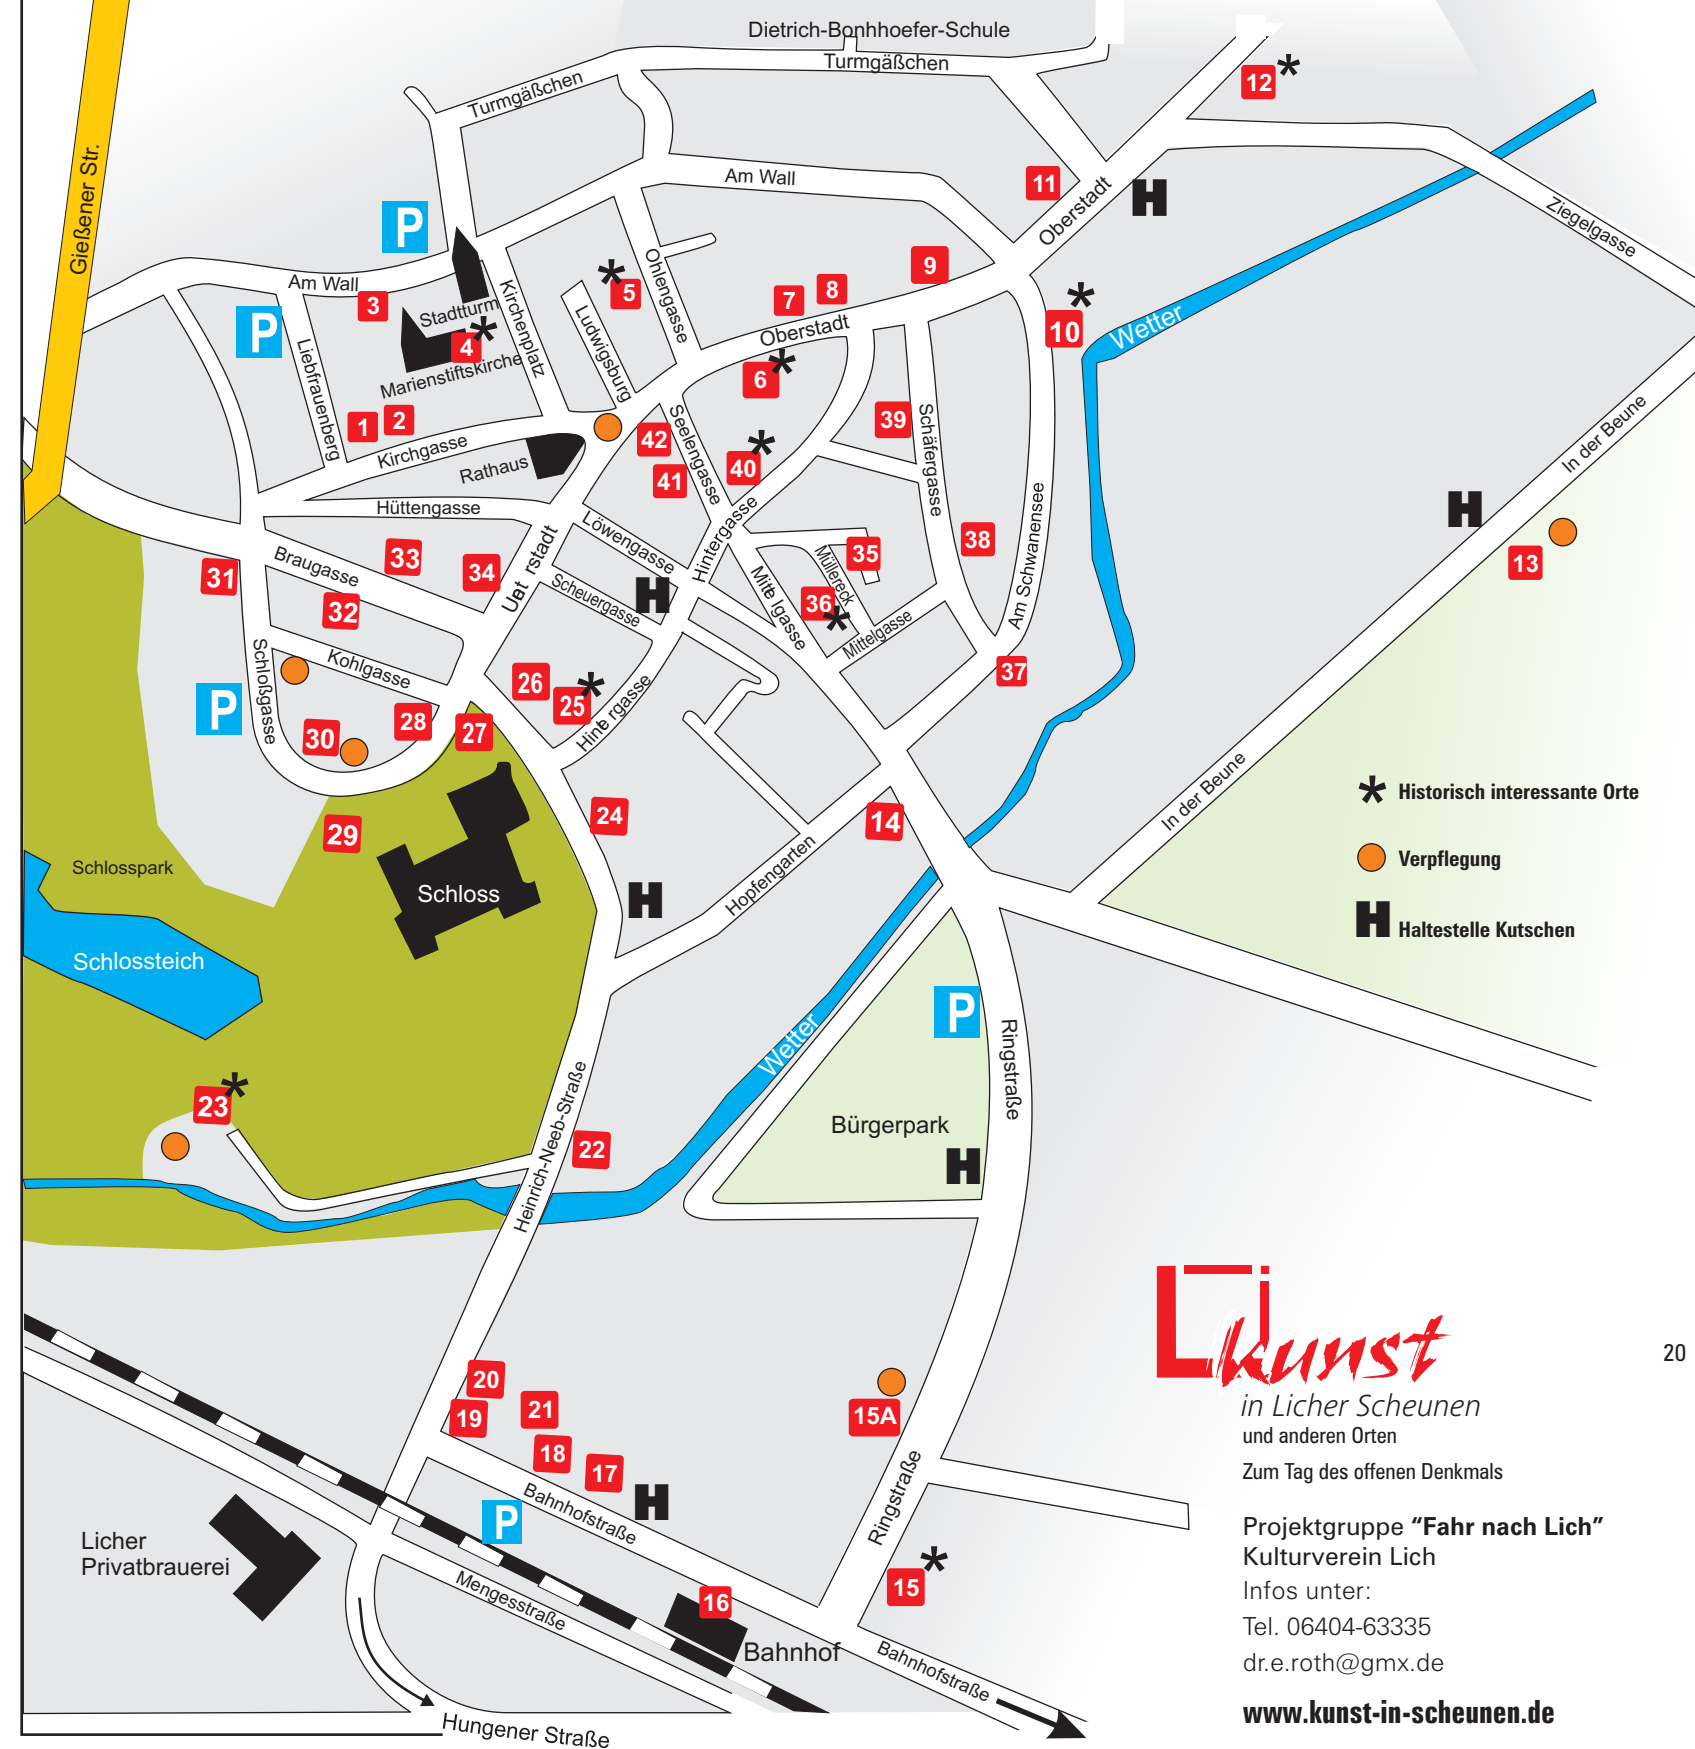 Dietrich-Bonhhoefer-Schule
Turmgäßchen
Turmgäßchen
12
Gießener Str.
Am Wall
11
Oberstadt
H
Ziegelgasse
P
Am Wall
3
Stadtturm
4
Marienstiftskirche
Kirchenplatz
Ludwigsburg
5
Ohlengasse
7
8
9
Oberstadt
10
Wetter
P
Liebfrauenberg
1
2
Kirchgasse
Rathaus
6
42
41
Seelengasse
40
39
Schäfergasse
In der Beune
Hüttengasse
Löwengasse
Hintergasse
38
Am Schwanensee
H
13
31
Braugasse
33
34
32
Scheuergasse
H
Mittelgasse
Müllereck
35
36
Mittelgasse
37
Schloßgasse
Kohlgasse
P
30
28
27
26
25
Hintergasse
29
24
14
In der Beune
Historisch interessante Orte
Verpflegung
H Haltestelle Kutschen
Schlosspark
Schloss
H
Hopfengarten
Schlossteich
P
Wetter
Ringstraße
Bürgerpark
H
23
22
Heinrich-Neeb-Straße
20
19
21
18
17
15A
H
P
Bahnhofstraße
Ringstraße
15
Licher
Privatbrauerei
Mengesstraße
16
Bahnhof
Bahnhofstraße
Hungener Straße
Likunst
in Licher Scheunen
und anderen Orten
Zum Tag des offenen Denkmals
20
Projektgruppe “Fahr nach Lich”
Kulturverein Lich
Infos unter:
Tel. 06404-63335
dr.e.roth@gmx.de
www.kunst-in-scheunen.de